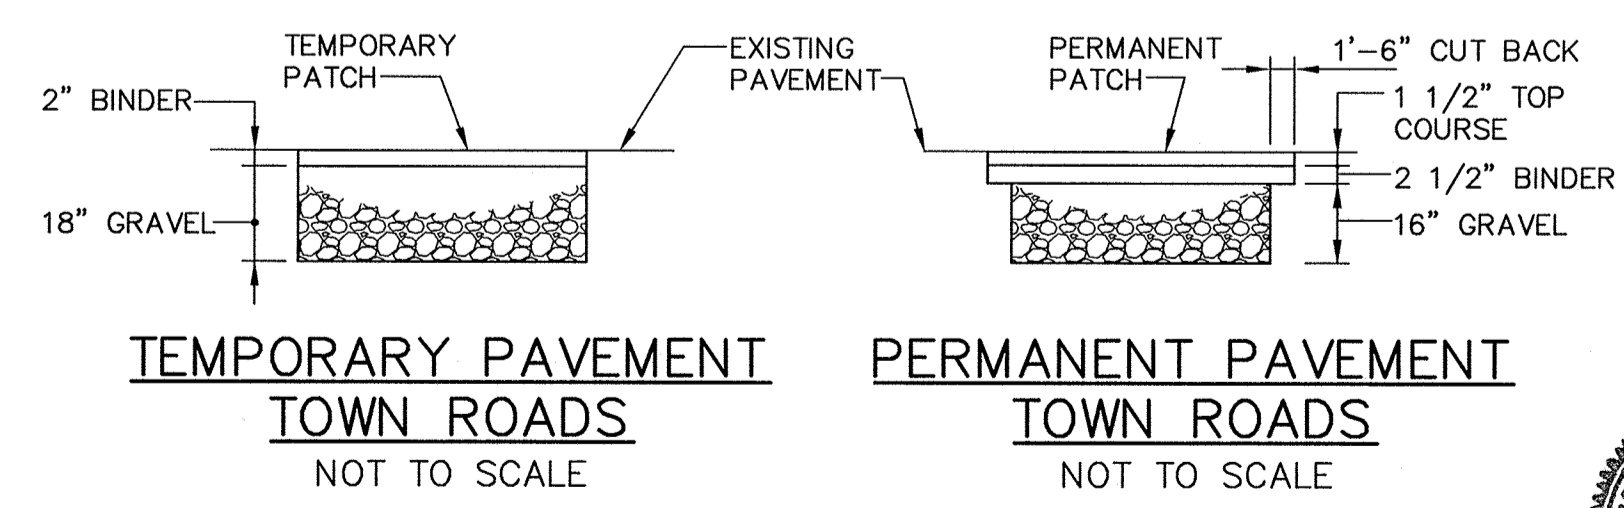 TEMPORARY
PATCH
2" BINDER
18" GRAVEL
EXISTING
PAVEMENT
TEMPORARY PAVEMENT
TOWN ROADS
NOT TO SCALE
PERMANENT
PATCH
1'-6" CUT BACK
1 1/2" TOP
COURSE
2 1/2" BINDER
16" GRAVEL
PERMANENT PAVEMENT
TOWN ROADS
NOT TO SCALE